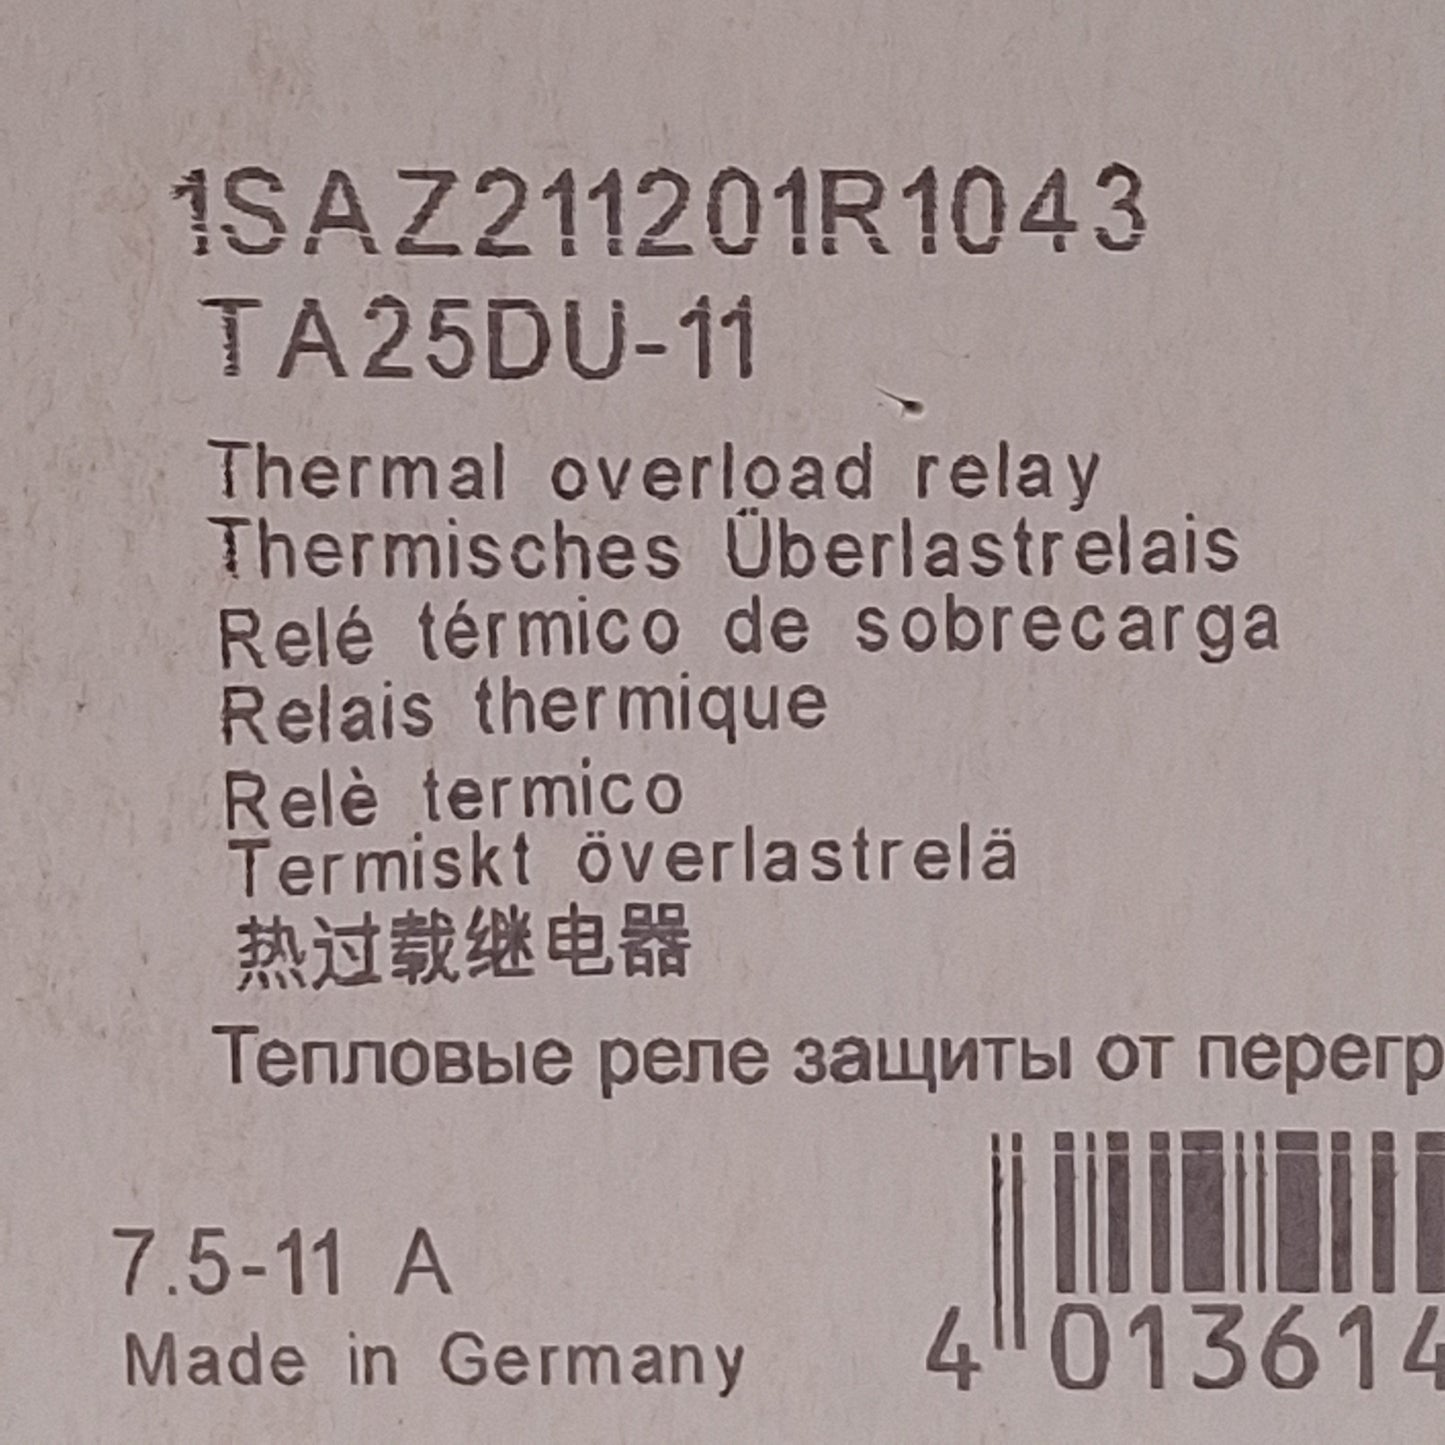 1SAZ211201R1043
TA25DU-11
Thermal overload relay
Thermisches Überlastrelais
Relé térmico de sobrecarga
Relais thermique
Relè termico
Termiskt överlastrelä
热过载继电器
Тепловые реле защиты от перегр
7.5-11 A
Made in Germany
4 013614